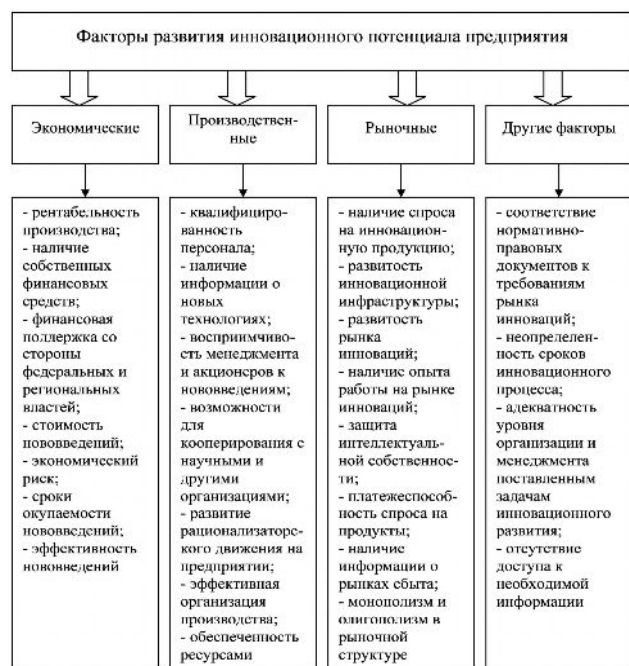 Факторы развития инновационного потенциала предприятия
Экономические
Производствен-
ные
Рыночные
Другие факторы
- рентабельность
производства;
- наличие
собственных
финансовых
средств;
- финансовая
поддержка со
стороны
федеральных и
региональных
властей;
- стоимость
нововведений;
- экономический
риск;
- сроки
окупаемости
нововведений;
- эффективность
нововведений
- квалифициро-
ванность
персонала;
- наличие
информации о
новых
технологиях;
- восприимчиво-
сть менеджмента
и акционеров к
нововведениям;
- возможности
для
кооперирования с
научными и
другими
организациями;
- развитие
рационализаторс-
кого движения на
предприятии;
- эффективная
организация
производства;
- обеспеченность
ресурсами
- наличие спроса
на инновацион-
ную продукцию;
- развитость
инновационной
инфраструктуры;
- развитость
рынка
инноваций;
- наличие опыта
работы на рынке
инноваций;
- защита
интеллектуаль-
ной собственнос-
ти;
- платежеспособ-
ность спроса на
продукты;
- наличие
информации о
рынках сбыта;
- монополизм и
олигополизм в
рыночной
структуре
- соответствие
нормативно-
правовых
документов к
требованиям
рынка
инноваций;
- неопределен-
ность сроков
инновационного
процесса;
- адекватность
уровня
организации и
менеджмента
поставленным
задачам
инновационного
развития;
- отсутствие
доступа к
необходимой
информации